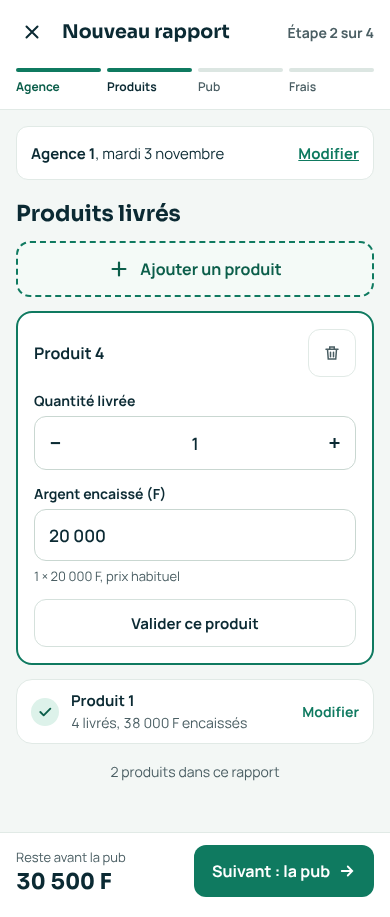 Nouveau rapport
Étape 2 sur 4
Agence
Produits
Pub
Frais
Agence 1, mardi 3 novembre
Modifier
Produits livrés
+ Ajouter un produit
Produit 4
Quantité livrée
− 1 +
Argent encaissé (F)
20 000
1 × 20 000 F, prix habituel
Valider ce produit
Produit 1
4 livrés, 38 000 F encaissés
Modifier
2 produits dans ce rapport
Reste avant la pub
30 500 F
Suivant : la pub →